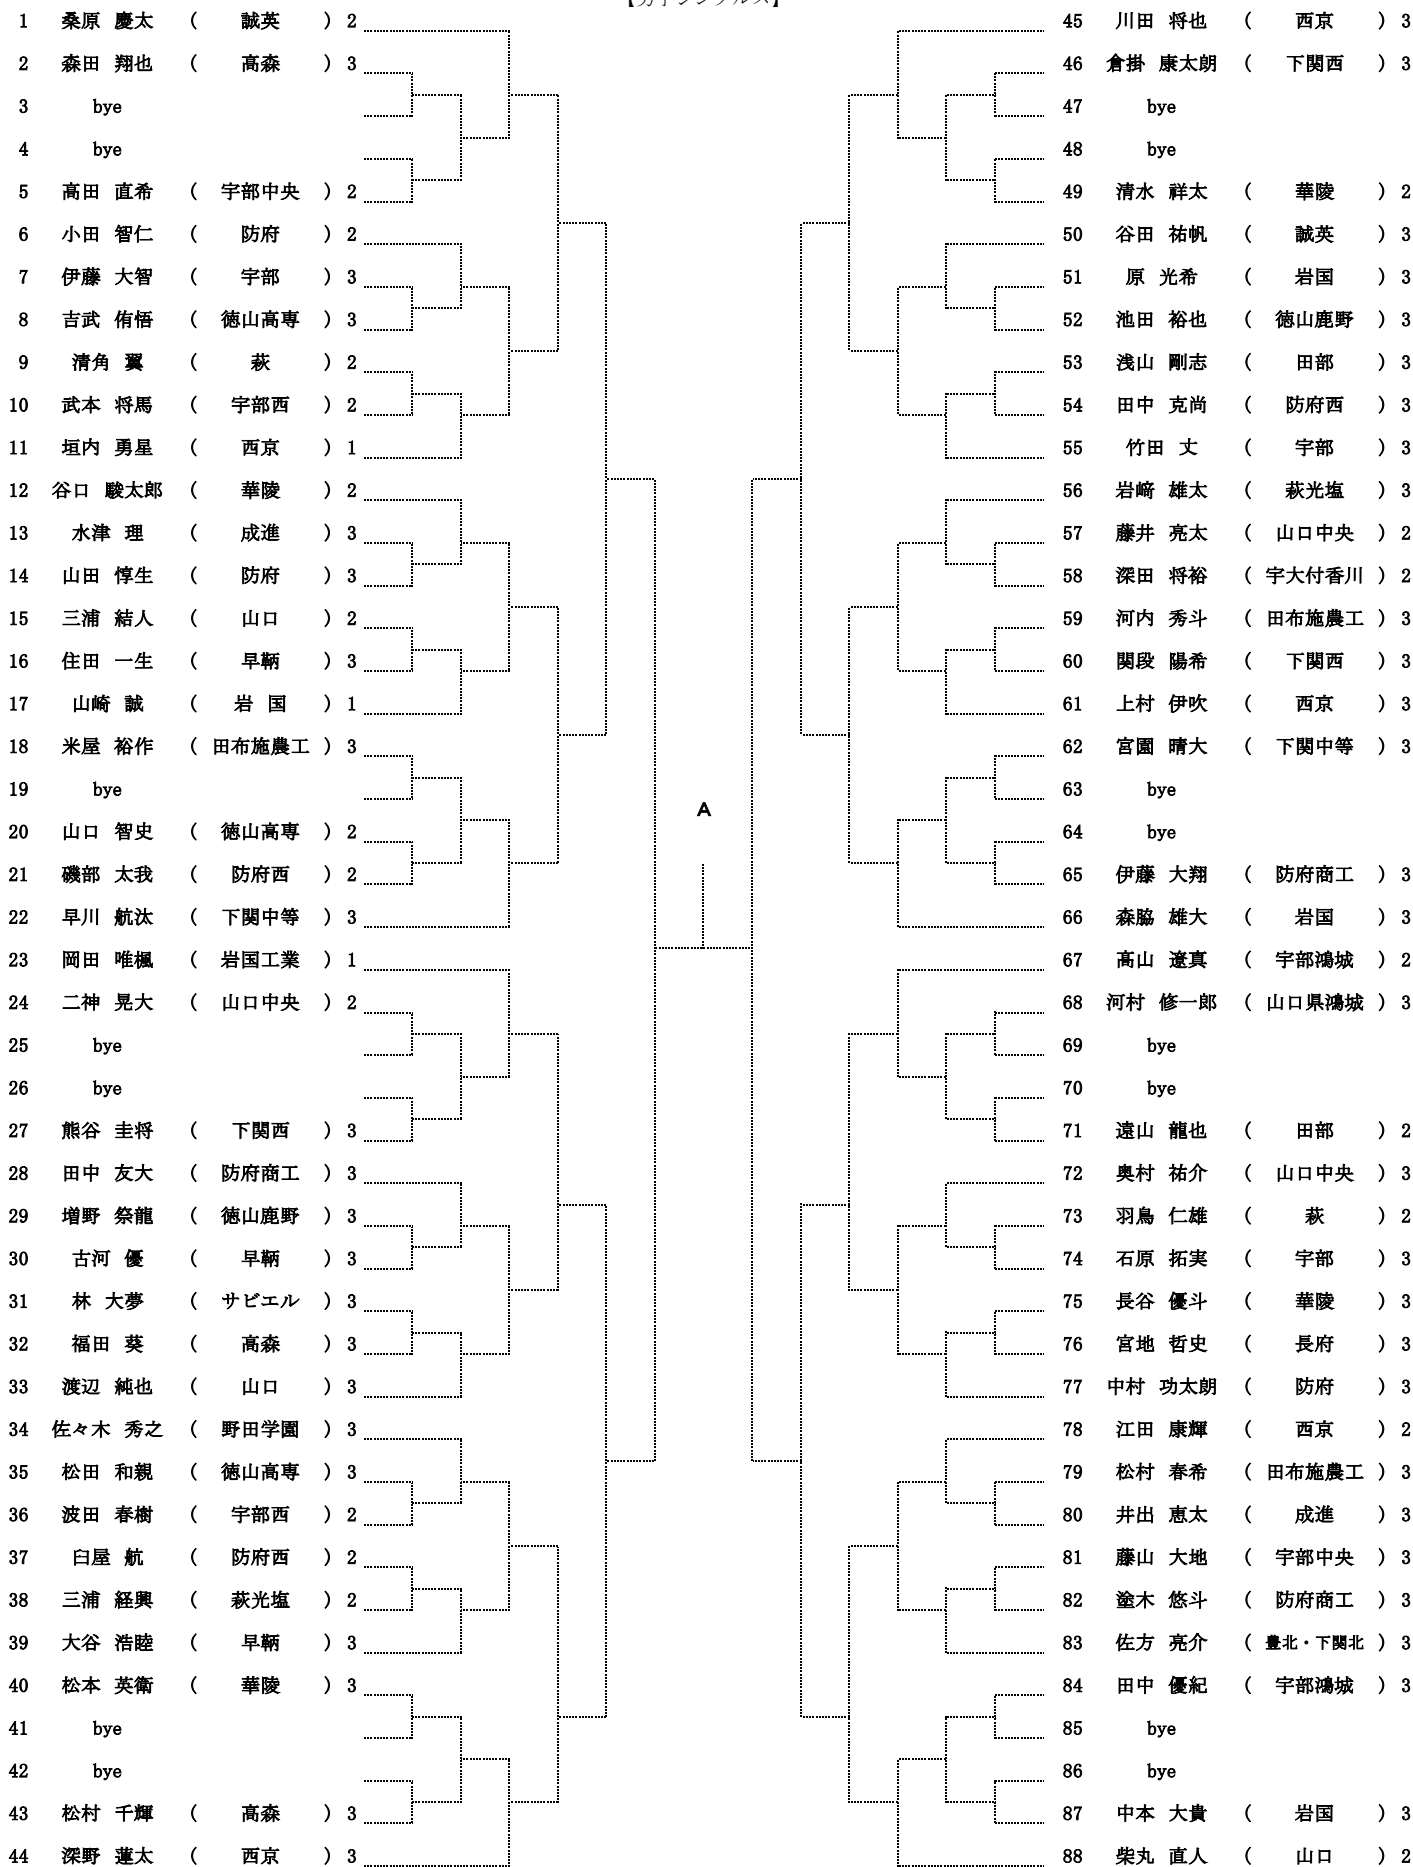 【男子シングルス】
1 桑原 慶太 ( 誠英 ) 2
2 森田 翔也 ( 高森 ) 3
3 bye
4 bye
5 高田 直希 ( 宇部中央 ) 2
6 小田 智仁 ( 防府 ) 2
7 伊藤 大智 ( 宇部 ) 3
8 吉武 侑悟 ( 徳山高専 ) 3
9 清角 翼 ( 萩 ) 2
10 武本 将馬 ( 宇部西 ) 2
11 垣内 勇星 ( 西京 ) 1
12 谷口 駿太郎 ( 華陵 ) 2
13 水津 理 ( 成進 ) 3
14 山田 惇生 ( 防府 ) 3
15 三浦 結人 ( 山口 ) 2
16 住田 一生 ( 早鞆 ) 3
17 山崎 誠 ( 岩 国 ) 1
18 米屋 裕作 ( 田布施農工 ) 3
19 bye
20 山口 智史 ( 徳山高専 ) 2
21 磯部 太我 ( 防府西 ) 2
22 早川 航汰 ( 下関中等 ) 3
23 岡田 唯楓 ( 岩国工業 ) 1
24 二神 晃大 ( 山口中央 ) 2
25 bye
26 bye
27 熊谷 圭将 ( 下関西 ) 3
28 田中 友大 ( 防府商工 ) 3
29 増野 祭龍 ( 徳山鹿野 ) 3
30 古河 優 ( 早鞆 ) 3
31 林 大夢 ( サビエル ) 3
32 福田 葵 ( 高森 ) 3
33 渡辺 純也 ( 山口 ) 3
34 佐々木 秀之 ( 野田学園 ) 3
35 松田 和親 ( 徳山高専 ) 3
36 波田 春樹 ( 宇部西 ) 2
37 臼屋 航 ( 防府西 ) 2
38 三浦 経興 ( 萩光塩 ) 2
39 大谷 浩睦 ( 早鞆 ) 3
40 松本 英衛 ( 華陵 ) 3
41 bye
42 bye
43 松村 千輝 ( 高森 ) 3
44 深野 蓮太 ( 西京 ) 3
A
45 川田 将也 ( 西京 ) 3
46 倉掛 康太朗 ( 下関西 ) 3
47 bye
48 bye
49 清水 祥太 ( 華陵 ) 2
50 谷田 祐帆 ( 誠英 ) 3
51 原 光希 ( 岩国 ) 3
52 池田 裕也 ( 徳山鹿野 ) 3
53 浅山 剛志 ( 田部 ) 3
54 田中 克尚 ( 防府西 ) 3
55 竹田 丈 ( 宇部 ) 3
56 岩﨑 雄太 ( 萩光塩 ) 3
57 藤井 亮太 ( 山口中央 ) 2
58 深田 将裕 ( 宇大付香川 ) 2
59 河内 秀斗 ( 田布施農工 ) 3
60 関段 陽希 ( 下関西 ) 3
61 上村 伊吹 ( 西京 ) 3
62 宮園 晴大 ( 下関中等 ) 3
63 bye
64 bye
65 伊藤 大翔 ( 防府商工 ) 3
66 森脇 雄大 ( 岩国 ) 3
67 高山 遼真 ( 宇部鴻城 ) 2
68 河村 修一郎 ( 山口県鴻城 ) 3
69 bye
70 bye
71 遠山 龍也 ( 田部 ) 2
72 奥村 祐介 ( 山口中央 ) 3
73 羽鳥 仁雄 ( 萩 ) 2
74 石原 拓実 ( 宇部 ) 3
75 長谷 優斗 ( 華陵 ) 3
76 宮地 哲史 ( 長府 ) 3
77 中村 功太朗 ( 防府 ) 3
78 江田 康輝 ( 西京 ) 2
79 松村 春希 ( 田布施農工 ) 3
80 井出 恵太 ( 成進 ) 3
81 藤山 大地 ( 宇部中央 ) 3
82 塗木 悠斗 ( 防府商工 ) 3
83 佐方 亮介 ( 豊北・下関北 ) 3
84 田中 優紀 ( 宇部鴻城 ) 3
85 bye
86 bye
87 中本 大貴 ( 岩国 ) 3
88 柴丸 直人 ( 山口 ) 2